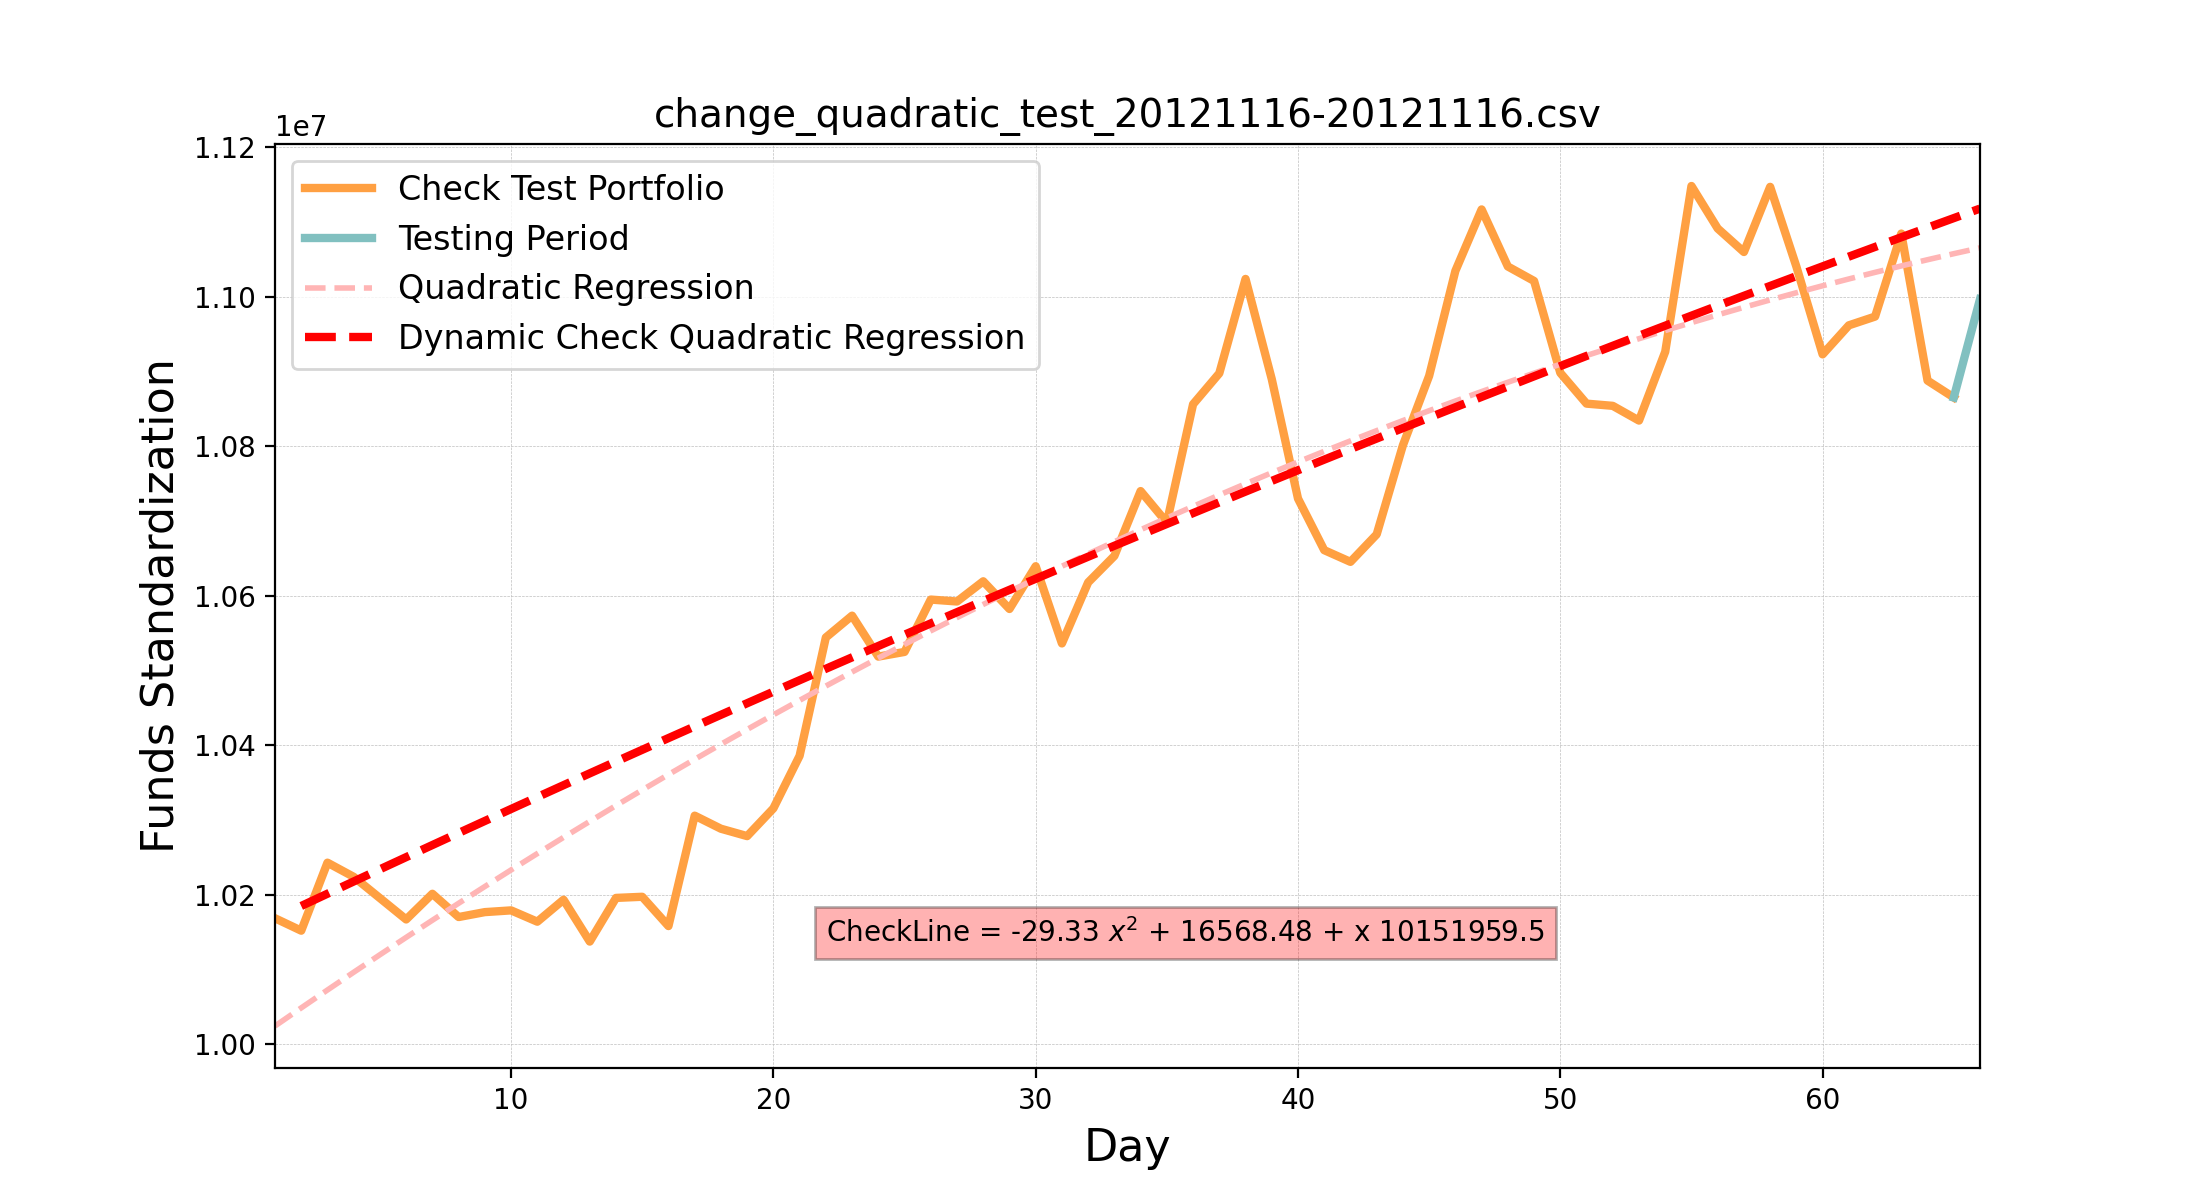 change_quadratic_test_20121116-20121116.csv
1e7
1.12
1.10
1.08
1.06
1.04
1.02
1.00
Funds Standardization
Check Test Portfolio
Testing Period
Quadratic Regression
Dynamic Check Quadratic Regression
CheckLine = -29.33 x² + 16568.48 + x 10151959.5
10 20 30 40 50 60
Day